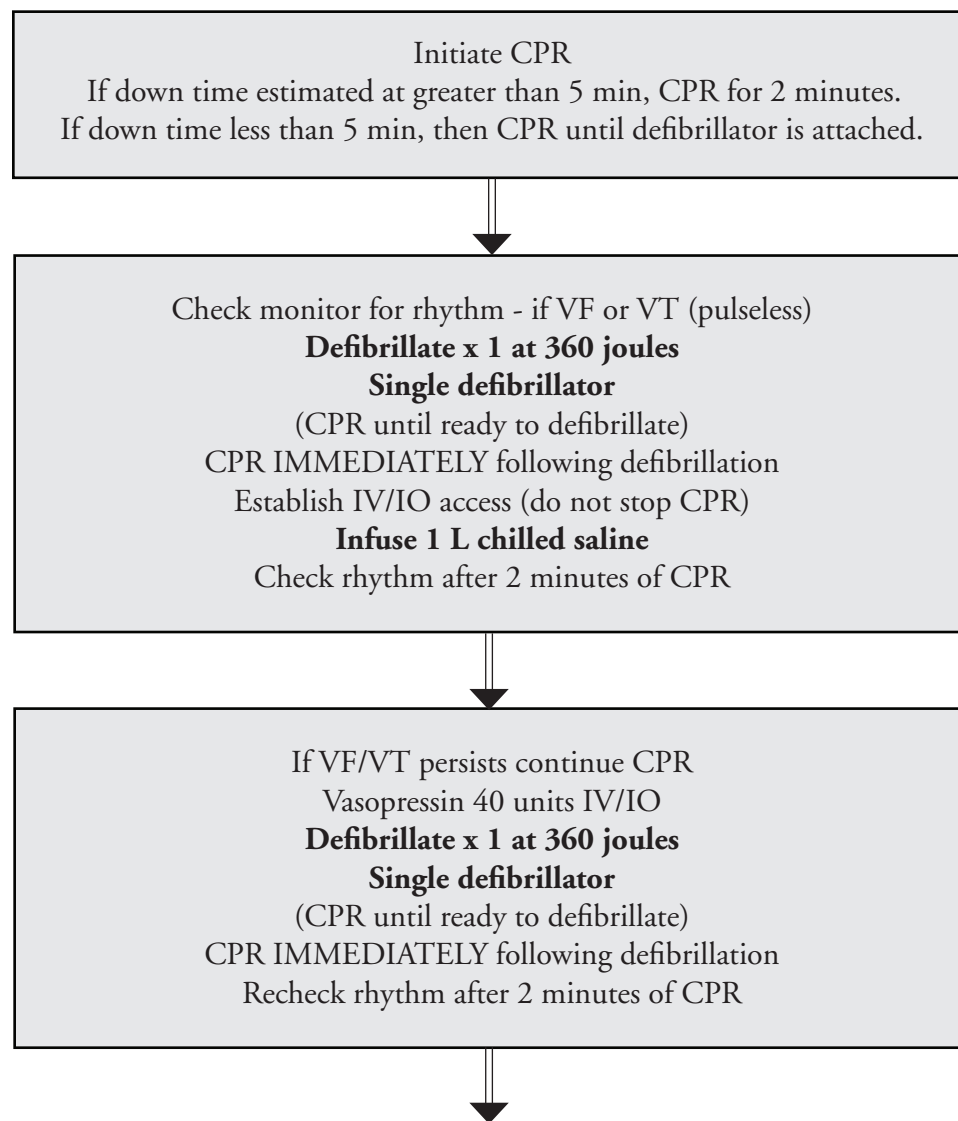 Initiate CPR
If down time estimated at greater than 5 min, CPR for 2 minutes.
If down time less than 5 min, then CPR until defibrillator is attached.
Check monitor for rhythm - if VF or VT (pulseless)
Defibrillate x 1 at 360 joules
Single defibrillator
(CPR until ready to defibrillate)
CPR IMMEDIATELY following defibrillation
Establish IV/IO access (do not stop CPR)
Infuse 1 L chilled saline
Check rhythm after 2 minutes of CPR
If VF/VT persists continue CPR
Vasopressin 40 units IV/IO
Defibrillate x 1 at 360 joules
Single defibrillator
(CPR until ready to defibrillate)
CPR IMMEDIATELY following defibrillation
Recheck rhythm after 2 minutes of CPR